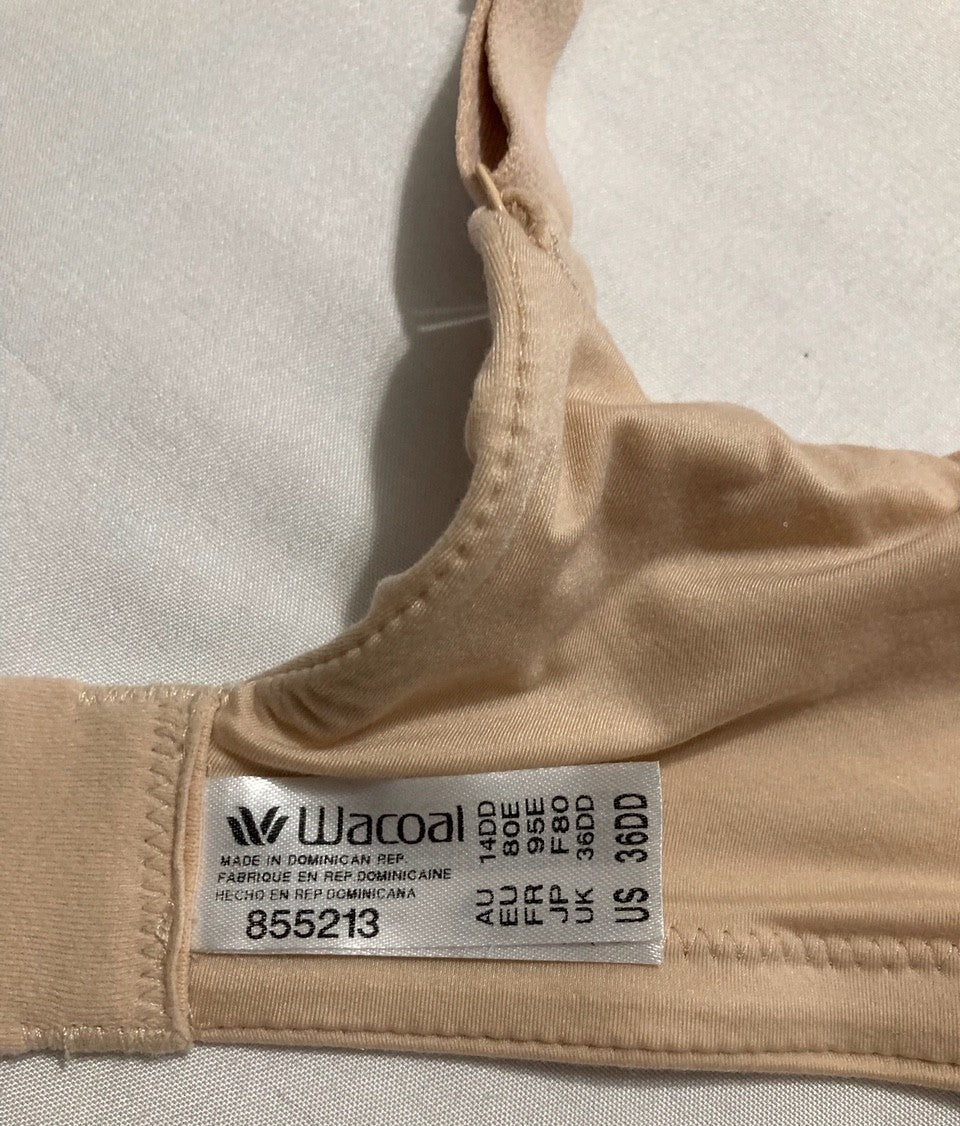 Wacoal
MADE IN DOMINICAN REP.
FABRIQUE EN REP.DOMINICAINE
HECHO EN REP DOMINICANA
855213
AU 14DD
EU 80E
FR 95E
JP F80
UK 36DD
US 36DD